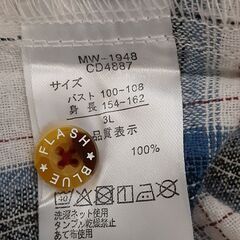 MW-1948
CD4887
サイズ
バスト 100-108
身長 154-162
3L
品質表示
100%
FLASH
BLUE
40
洗濯ネット使用
タンブル乾燥禁止
あて布使用